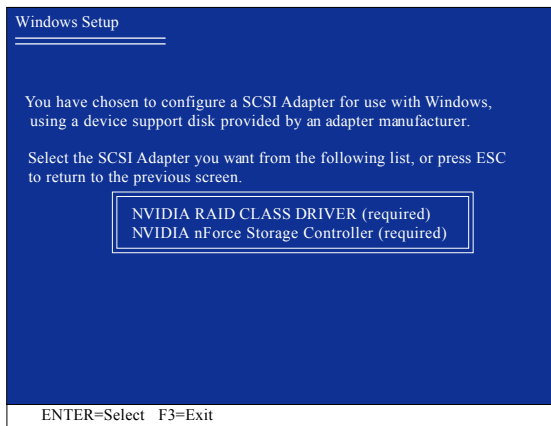 Windows Setup
You have chosen to configure a SCSI Adapter for use with Windows,
using a device support disk provided by an adapter manufacturer.
Select the SCSI Adapter you want from the following list, or press ESC
to return to the previous screen.
NVIDIA RAID CLASS DRIVER (required)
NVIDIA nForce Storage Controller (required)
ENTER=Select F3=Exit